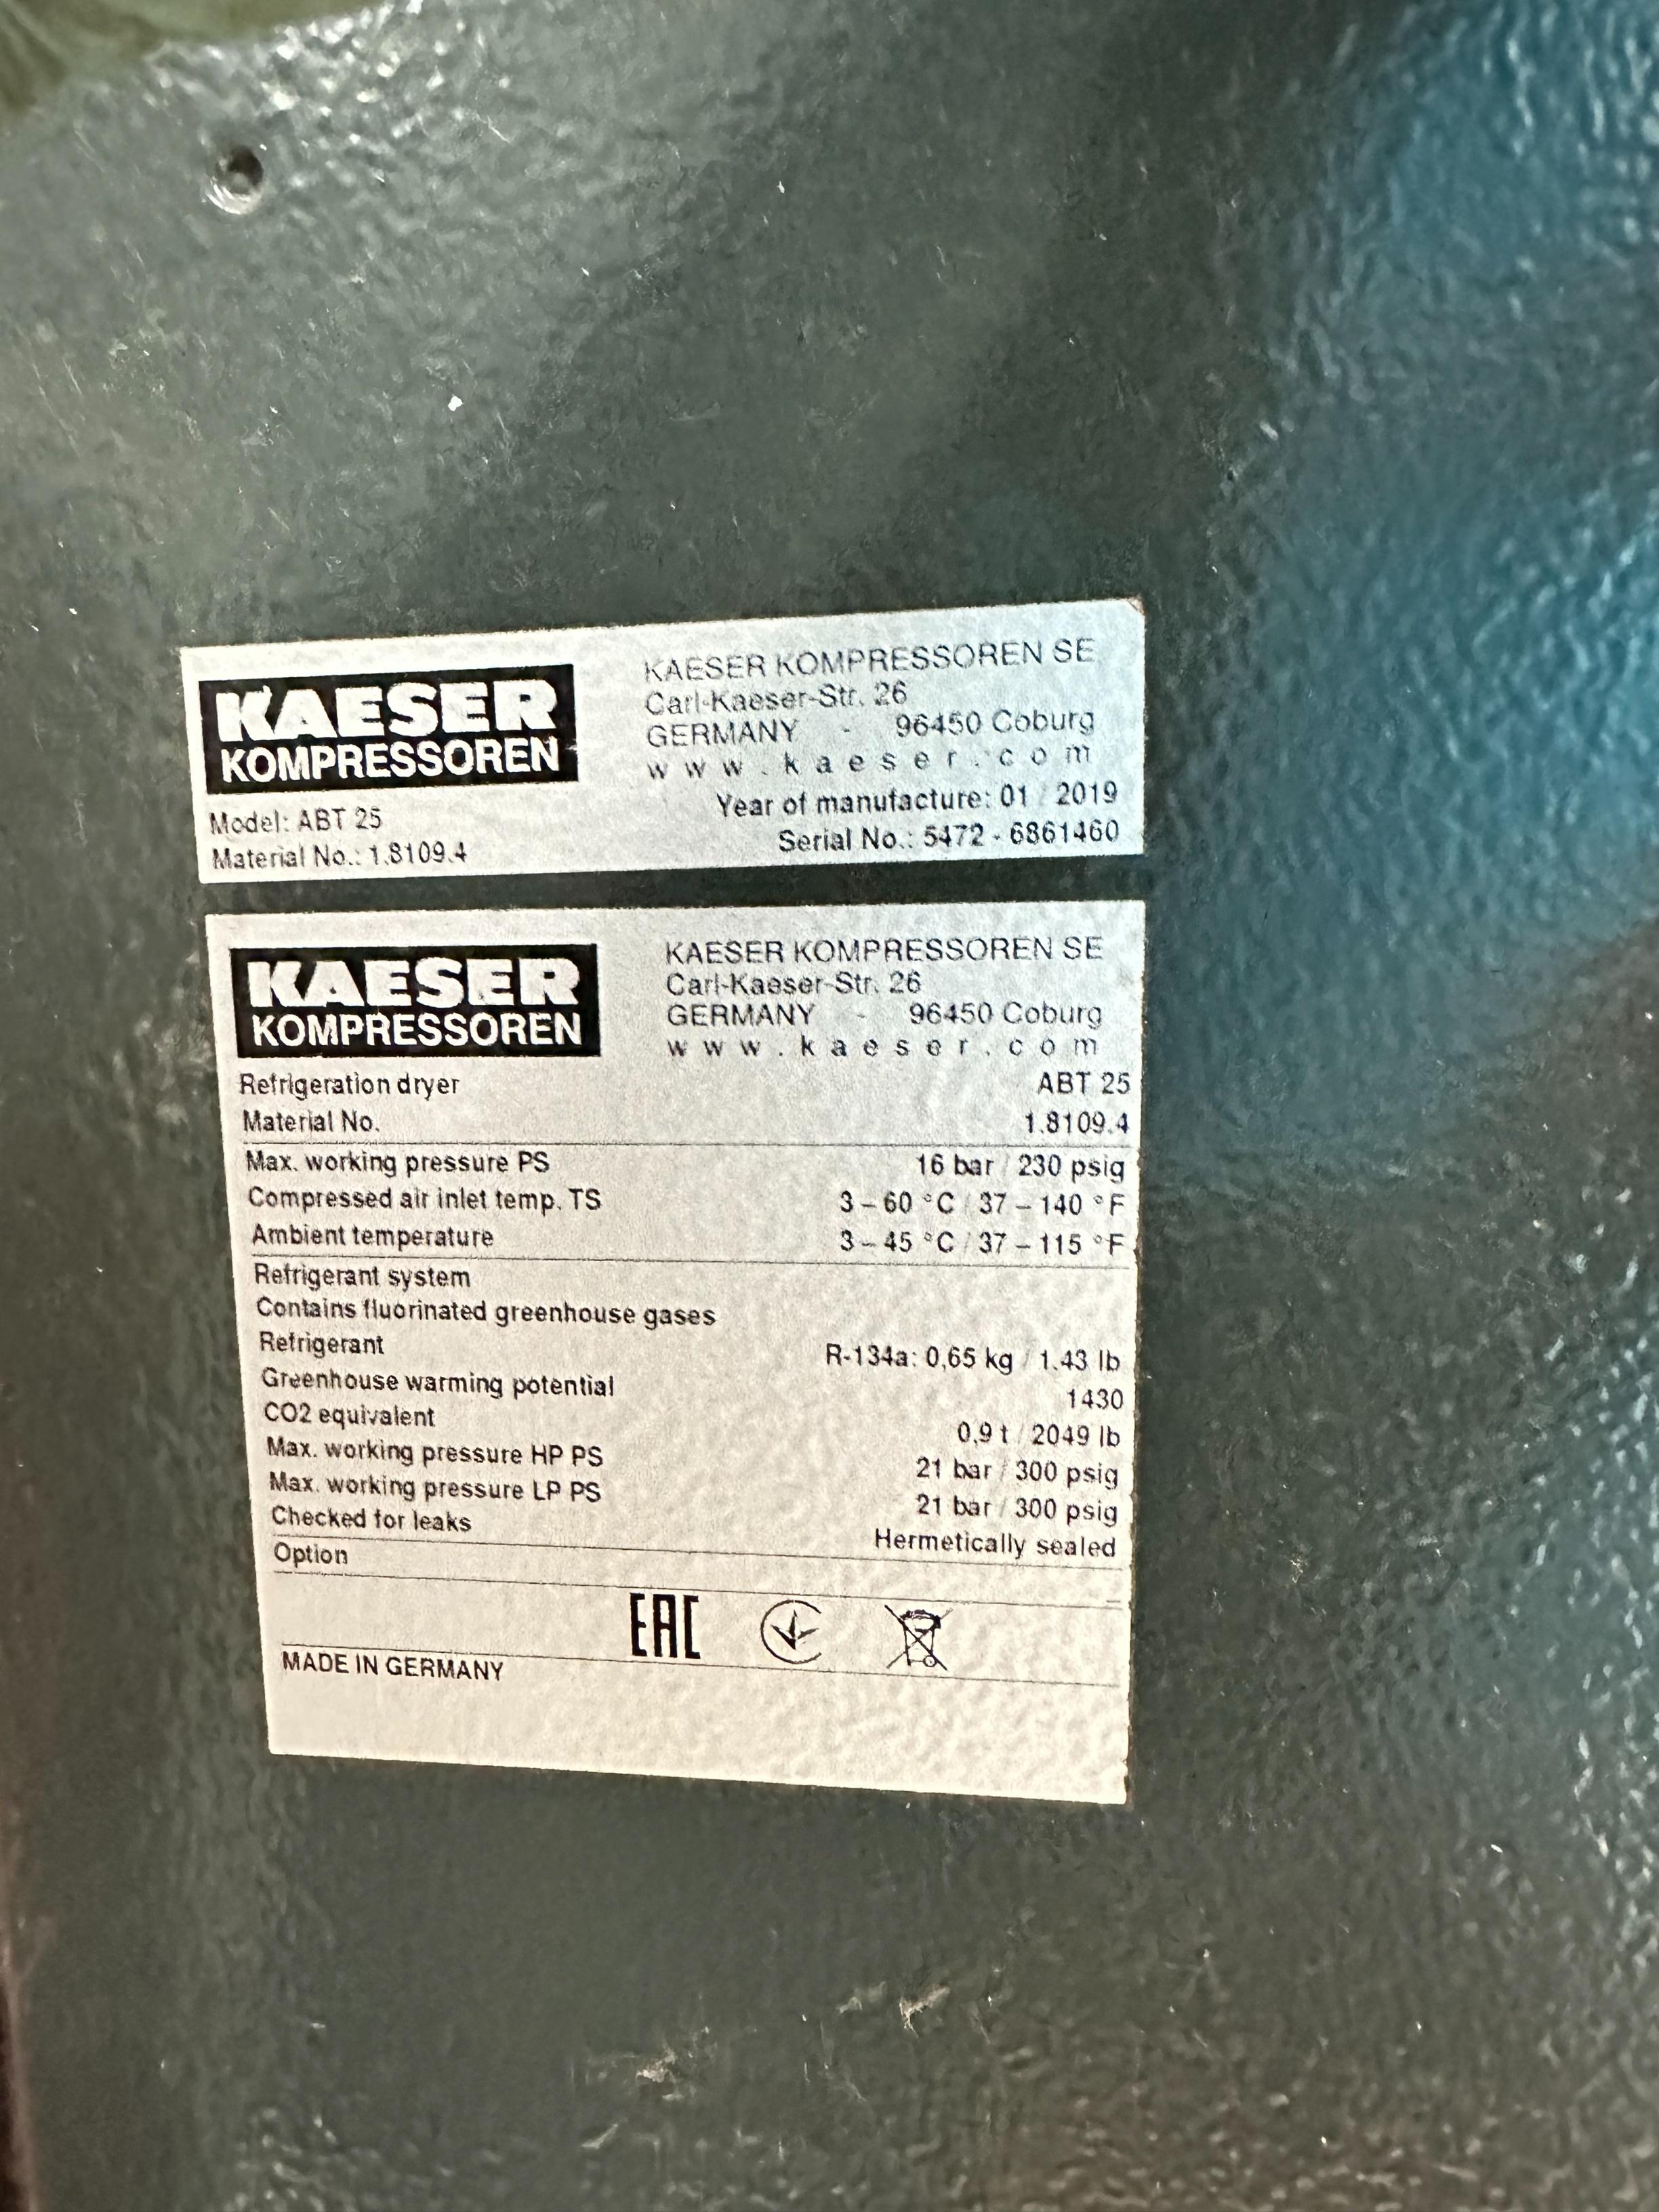 KAESER
KOMPRESSOREN
KAESER KOMPRESSOREN SE
Carl-Kaeser-Str. 26
GERMANY - 96450 Coburg
www.kaeser.com
Model: ABT 25
Year of manufacture: 01 / 2019
Material No.: 1.8109.4
Serial No.: 5472 - 6861460
KAESER
KOMPRESSOREN
KAESER KOMPRESSOREN SE
Carl-Kaeser-Str. 26
GERMANY - 96450 Coburg
www.kaeser.com
Refrigeration dryer ABT 25
Material No. 1.8109.4
Max. working pressure PS 16 bar / 230 psig
Compressed air inlet temp. TS 3 – 60 °C / 37 – 140 °F
Ambient temperature 3 – 45 °C / 37 – 115 °F
Refrigerant system
Contains fluorinated greenhouse gases
Refrigerant R-134a: 0,65 kg / 1.43 lb
Greenhouse warming potential 1430
CO2 equivalent 0,9 t / 2049 lb
Max. working pressure HP PS 21 bar / 300 psig
Max. working pressure LP PS 21 bar / 300 psig
Checked for leaks Hermetically sealed
Option –
EAC
MADE IN GERMANY